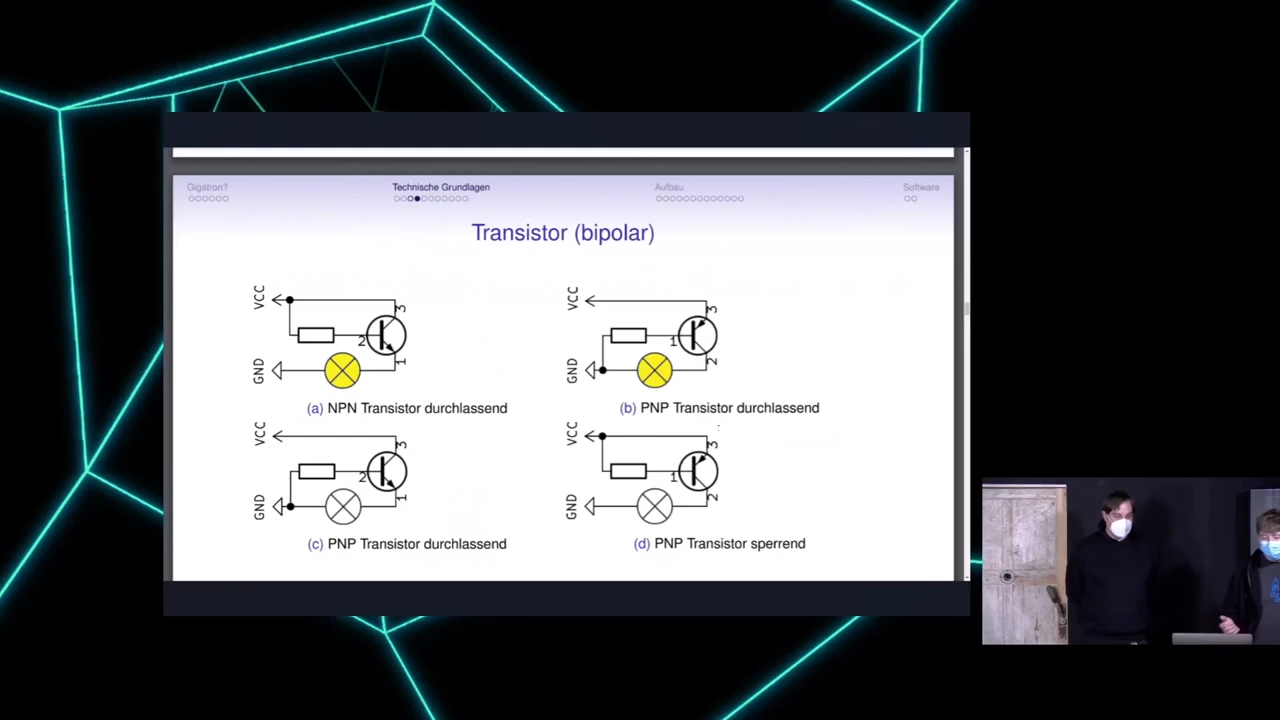 Gigatron?
Technische Grundlagen
Aufbau
Software
Transistor (bipolar)
VCC
3
2
1
GND
(a) NPN Transistor durchlassend
VCC
3
1
2
GND
(b) PNP Transistor durchlassend
VCC
3
2
1
GND
(c) PNP Transistor durchlassend
VCC
3
1
2
GND
(d) PNP Transistor sperrend